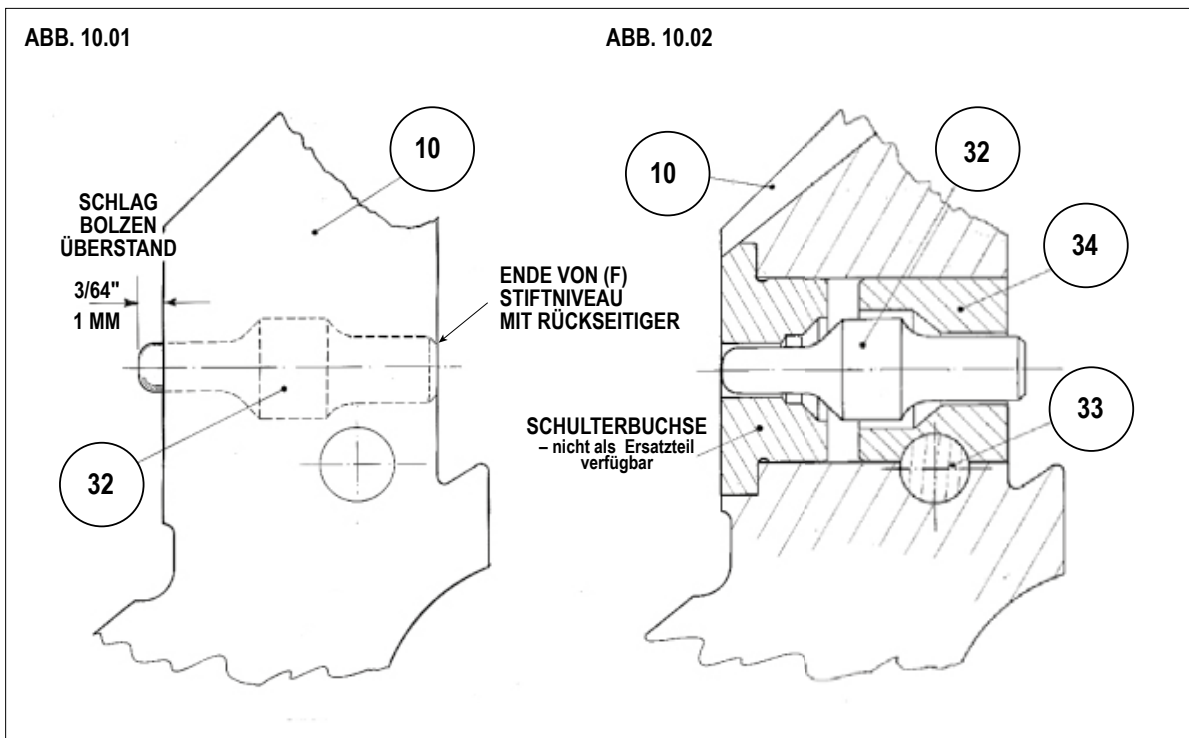 ABB. 10.01
10
SCHLAG
BOLZEN
ÜBERSTAND
3/64"
1 MM
ENDE VON (F)
STIFTNIVEAU
MIT RÜCKSEITIGER
32
ABB. 10.02
10
32
34
SCHULTERBUCHSE
– nicht als Ersatzteil
verfügbar
33